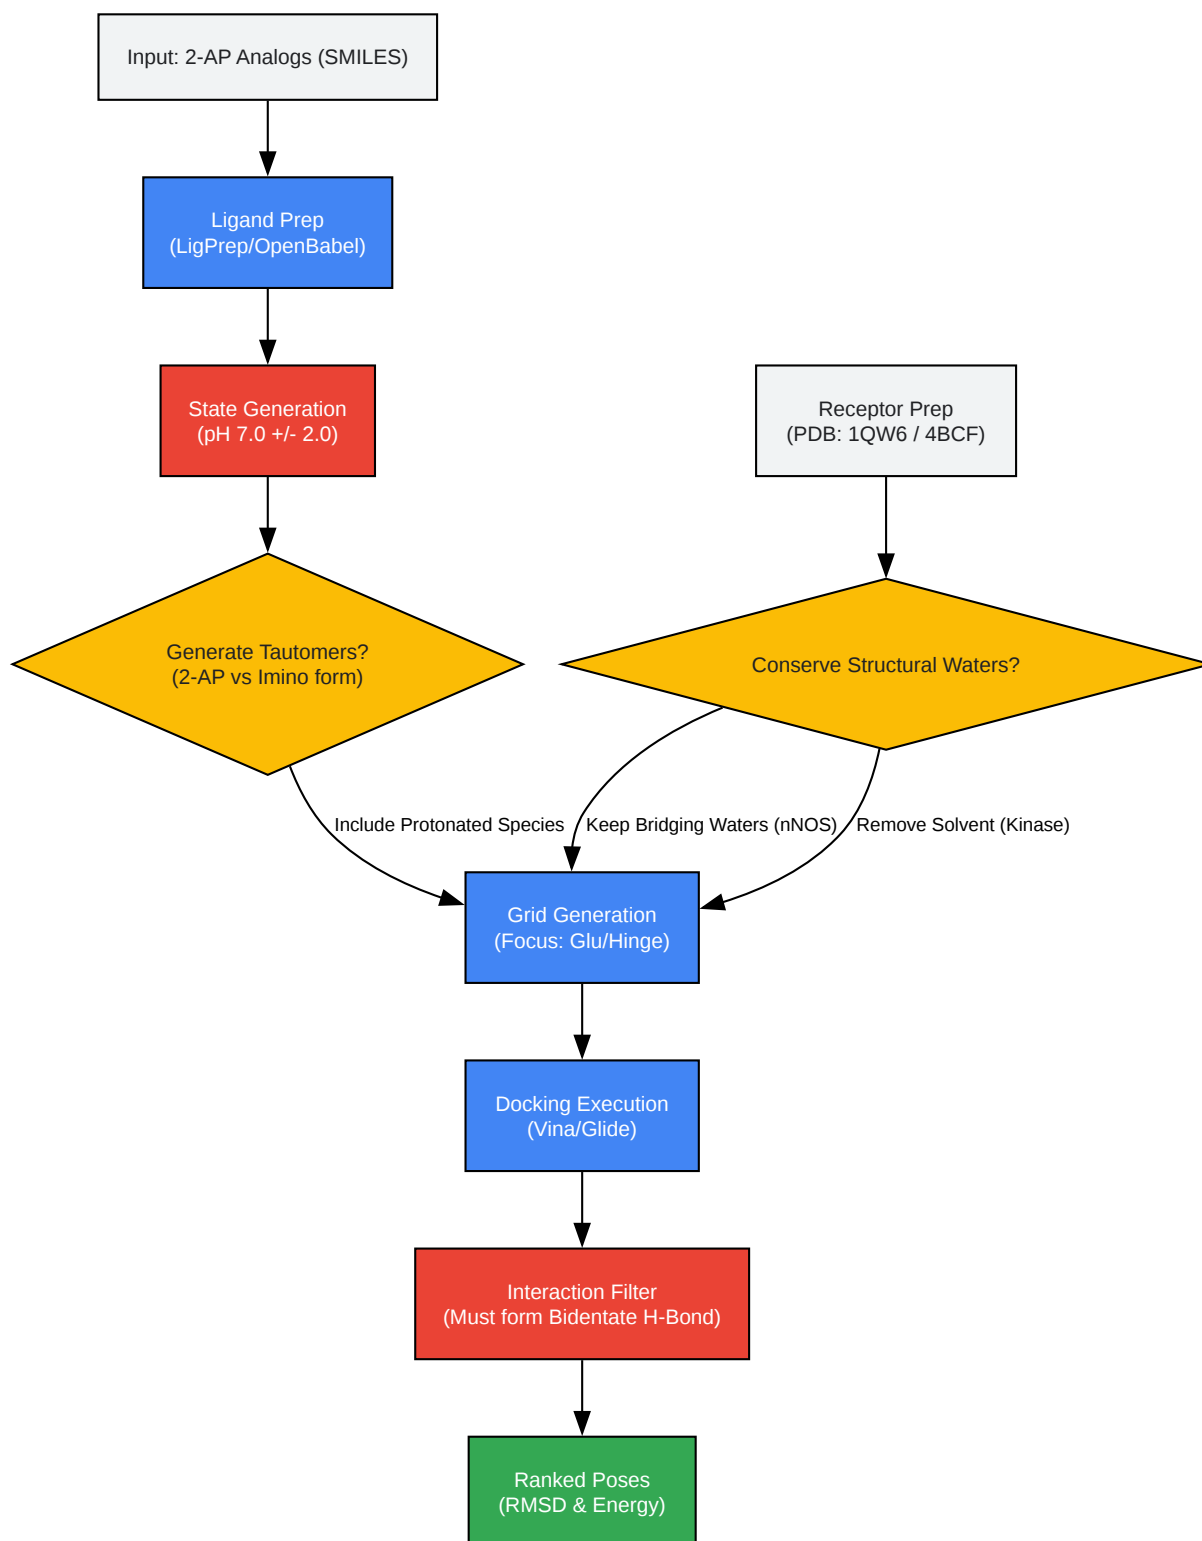 Input: 2-AP Analogs (SMILES)
Ligand Prep
(LigPrep/OpenBabel)
State Generation
(pH 7.0 +/- 2.0)
Receptor Prep
(PDB: 1QW6 / 4BCF)
Generate Tautomers?
(2-AP vs Imino form)
Conserve Structural Waters?
Include Protonated Species
Keep Bridging Waters (nNOS)
Remove Solvent (Kinase)
Grid Generation
(Focus: Glu/Hinge)
Docking Execution
(Vina/Glide)
Interaction Filter
(Must form Bidentate H-Bond)
Ranked Poses
(RMSD & Energy)